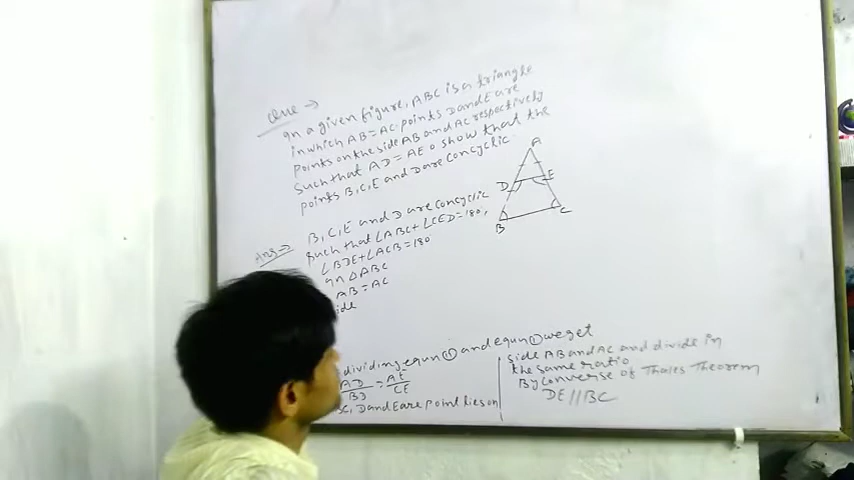 Que →
In a given figure, ABC is a triangle
in which AB = AC. points D and E are
points on the side AB and AC respectively
such that AD = AE. show that the
points B, C, E and D are concyclic.
A
D
E
B
C
Ans →
B, C, E and D are concyclic
such that ∠ABC + ∠CED = 180,
∠BDE + ∠ACB = 180
In △ABC
AB = AC
dividing equn ① and equn ① we get
AD/BD = AE/CE
D and E are point lies on
side AB and AC and divide in
the same ratio
By converse of Thales Theorem
DE // BC